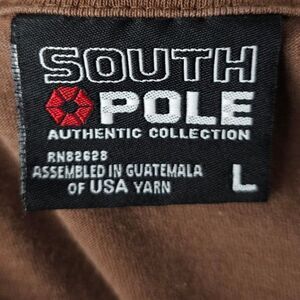 SOUTH
POLE
AUTHENTIC COLLECTION
RN82628
ASSEMBLED IN GUATEMALA
OF USA YARN
L